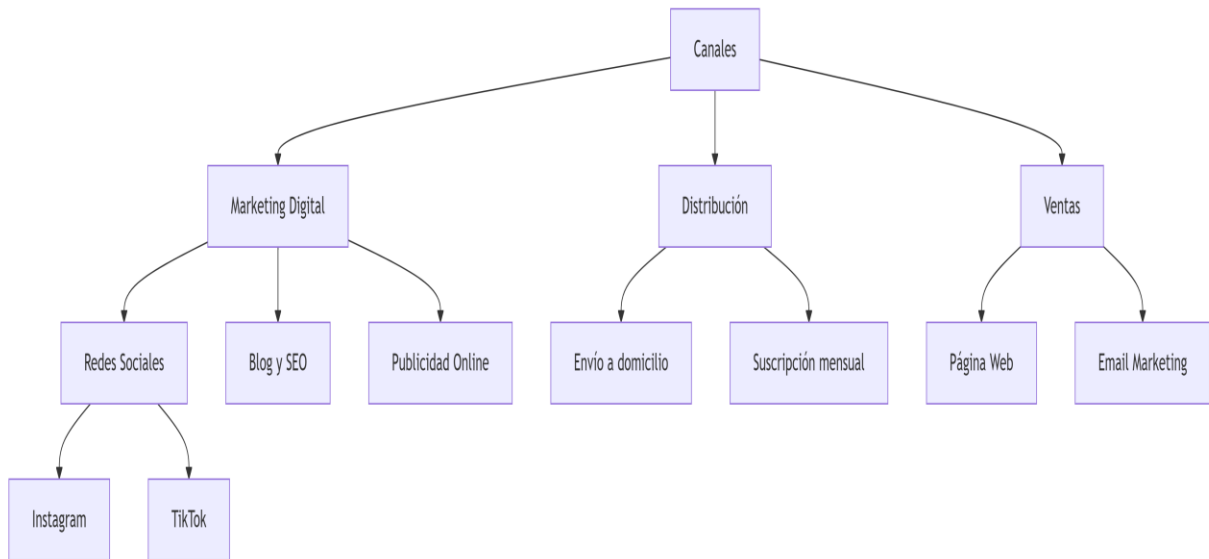 Canales
Marketing Digital
Distribución
Ventas
Redes Sociales
Blog y SEO
Publicidad Online
Envío a domicilio
Suscripción mensual
Página Web
Email Marketing
Instagram
TikTok